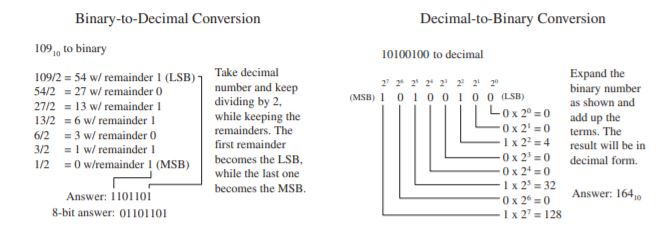 Binary-to-Decimal Conversion
109₁₀ to binary
109/2 = 54 w/ remainder 1 (LSB)
54/2 = 27 w/ remainder 0
27/2 = 13 w/ remainder 1
13/2 = 6 w/ remainder 1
6/2 = 3 w/ remainder 0
3/2 = 1 w/ remainder 1
1/2 = 0 w/remainder 1 (MSB)
Answer: 1101101
8-bit answer: 01101101
Take decimal
number and keep
dividing by 2,
while keeping the
remainders. The
first remainder
becomes the LSB,
while the last one
becomes the MSB.
Decimal-to-Binary Conversion
10100100 to decimal
2⁷ 2⁶ 2⁵ 2⁴ 2³ 2² 2¹ 2⁰
(MSB) 1 0 1 0 0 1 0 0 (LSB)
0 x 2⁰ = 0
0 x 2¹ = 0
1 x 2² = 4
0 x 2³ = 0
0 x 2⁴ = 0
1 x 2⁵ = 32
0 x 2⁶ = 0
1 x 2⁷ = 128
Expand the
binary number
as shown and
add up the
terms. The
result will be in
decimal form.
Answer: 164₁₀